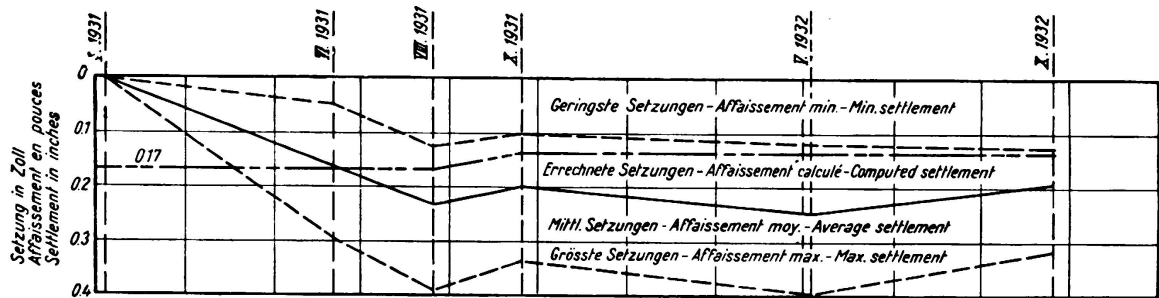 1931
VI. 1931
VIII. 1931
X. 1931
V. 1932
X. 1932
Setzung in Zoll
Affaissement en pouces
Settlement in inches
0
0.1
0.2
0.3
0.4
017
Geringste Setzungen - Affaissement min. - Min. settlement
Errechnete Setzungen - Affaissement calculé - Computed settlement
Mittl. Setzungen - Affaissement moy. - Average settlement
Grösste Setzungen - Affaissement max. - Max. settlement